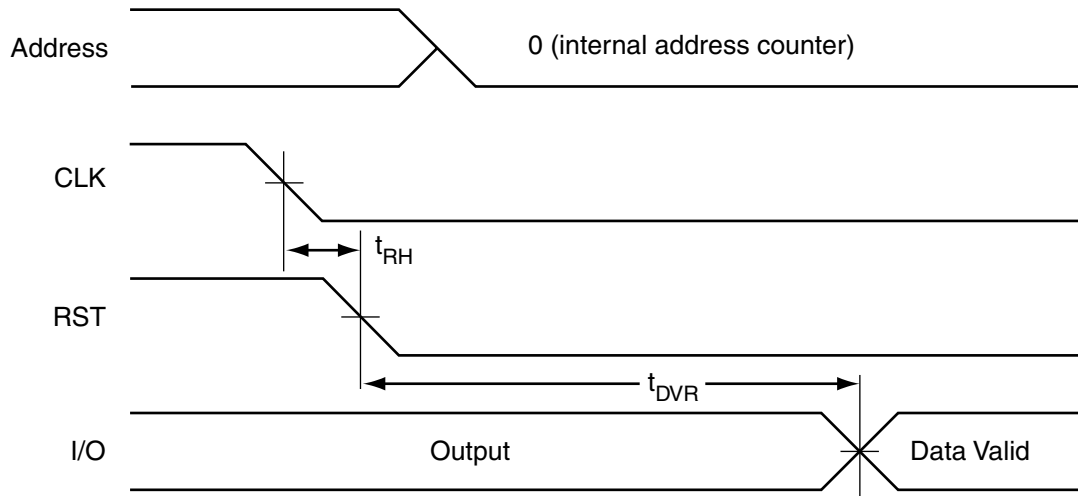 Address
0 (internal address counter)
CLK
tRH
RST
tDVR
I/O
Output
Data Valid